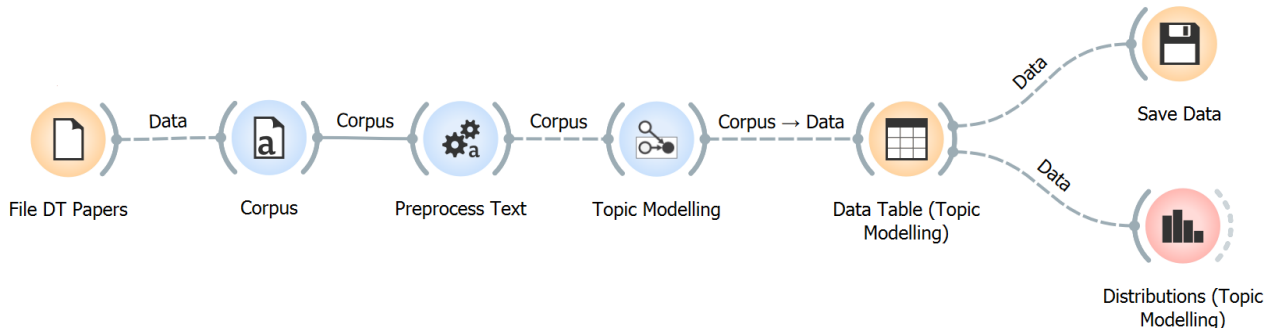 Data
Save Data
Data
Corpus
Corpus
Corpus → Data
a
a
File DT Papers
Corpus
Preprocess Text
Topic Modelling
Data Table (Topic
Modelling)
Data
Distributions (Topic
Modelling)